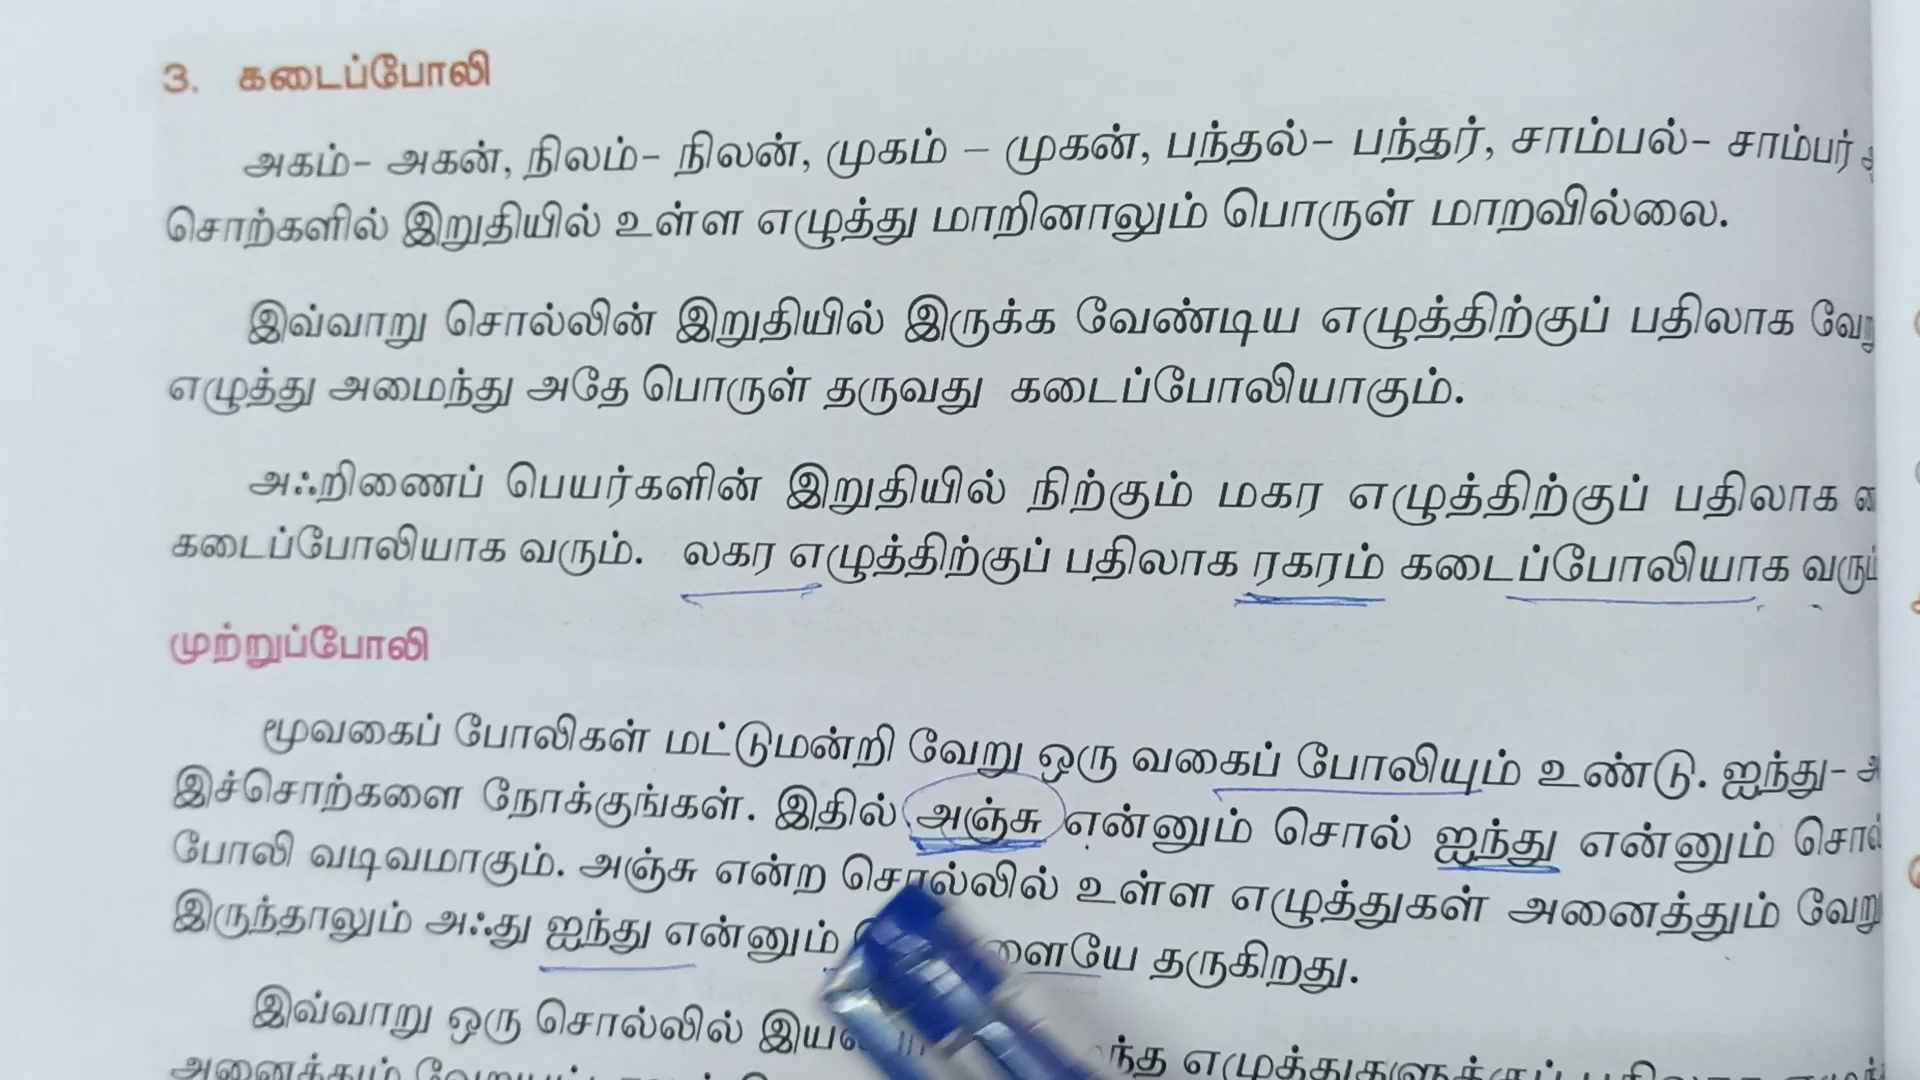 3. கடைப்போலி
அகம்- அகன், நிலம்- நிலன், முகம் – முகன், பந்தல்- பந்தர், சாம்பல்- சாம்பர்
சொற்களில் இறுதியில் உள்ள எழுத்து மாறினாலும் பொருள் மாறவில்லை.
இவ்வாறு சொல்லின் இறுதியில் இருக்க வேண்டிய எழுத்திற்குப் பதிலாக
எழுத்து அமைந்து அதே பொருள் தருவது கடைப்போலியாகும்.
அஃறிணைப் பெயர்களின் இறுதியில் நிற்கும் மகர எழுத்திற்குப் பதிலாக
கடைப்போலியாக வரும். லகர எழுத்திற்குப் பதிலாக ரகரம் கடைப்போலியாக
முற்றுப்போலி
மூவகைப் போலிகள் மட்டுமன்றி வேறு ஒரு வகைப் போலியும் உண்டு. ஐந்து-
இச்சொற்களை நோக்குங்கள். இதில் அஞ்சு என்னும் சொல் ஐந்து என்னும்
போலி வடிவமாகும். அஞ்சு என்ற சொல்லில் உள்ள எழுத்துகள் அனைத்தும்
இருந்தாலும் அஃது ஐந்து என்னும் தருகிறது.
இவ்வாறு ஒரு சொல்லில்